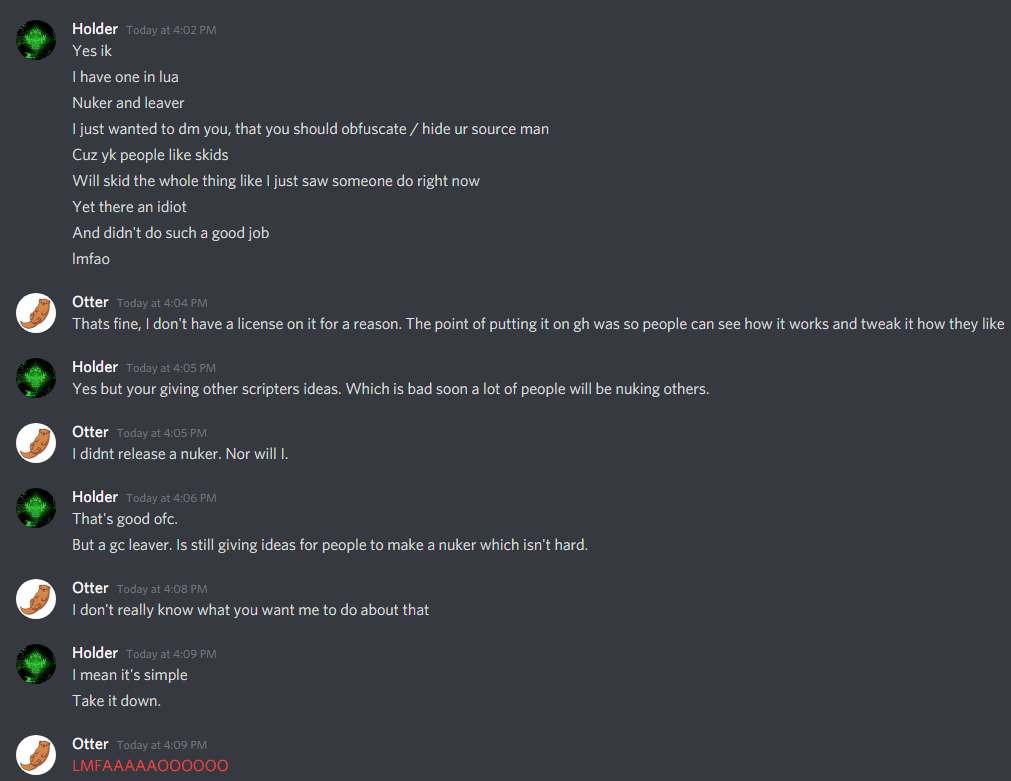 Holder Today at 4:02 PM
Yes ik
I have one in lua
Nuker and leaver
I just wanted to dm you, that you should obfuscate / hide ur source man
Cuz yk people like skids
Will skid the whole thing like I just saw someone do right now
Yet there an idiot
And didn't do such a good job
lmfao
Otter Today at 4:04 PM
Thats fine, I don't have a license on it for a reason. The point of putting it on gh was so people can see how it works and tweak it how they like
Holder Today at 4:05 PM
Yes but your giving other scripters ideas. Which is bad soon a lot of people will be nuking others.
Otter Today at 4:05 PM
I didnt release a nuker. Nor will I.
Holder Today at 4:06 PM
That's good ofc.
But a gc leaver. Is still giving ideas for people to make a nuker which isn't hard.
Otter Today at 4:08 PM
I don't really know what you want me to do about that
Holder Today at 4:09 PM
I mean it's simple
Take it down.
Otter Today at 4:09 PM
LMFAAAAAOOOOOO